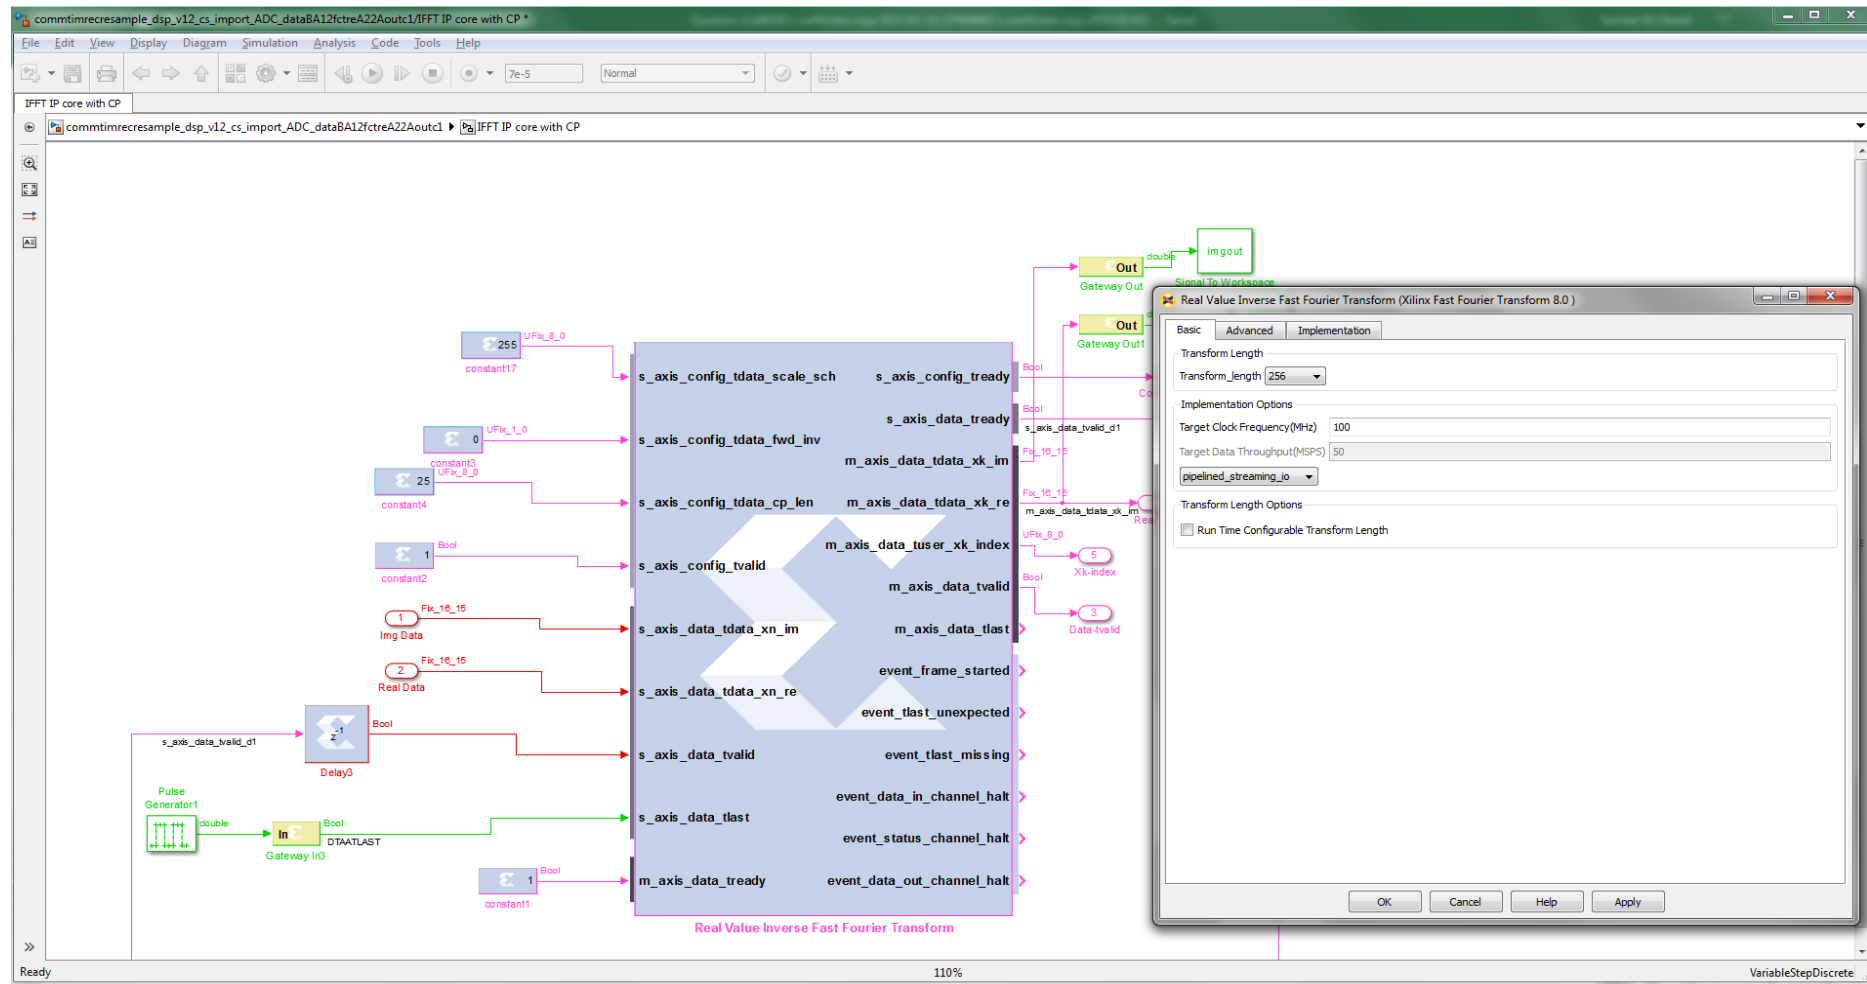 commtimrecresample_dsp_v12_cs_import_ADC_dataBA12fctreA22Aoutc1/IFFT IP core with CP *
File Edit View Display Diagram Simulation Analysis Code Tools Help
7e-5 Normal
IFFT IP core with CP
commtimrecresample_dsp_v12_cs_import_ADC_dataBA12fctreA22Aoutc1 IFFT IP core with CP
imgout
double
Out
Gateway Out
Signal To Workspace
Out
Gateway Out1
255
UFix_8_0
constant17
0
UFix_1_0
constant3
25
UFix_8_0
constant4
1
Bool
constant2
1
Fix_16_15
Img Data
2
Fix_16_15
Real Data
s_axis_data_tvalid_d1
z-1
Bool
Delay3
Pulse
Generator1
double
In
Bool
DTAATLAST
Gateway In3
1
Bool
constant1
s_axis_config_tdata_scale_sch
s_axis_config_tdata_fwd_inv
s_axis_config_tdata_cp_len
s_axis_config_tvalid
s_axis_data_tdata_xn_im
s_axis_data_tdata_xn_re
s_axis_data_tvalid
s_axis_data_tlast
m_axis_data_tready
s_axis_config_tready
s_axis_data_tready
m_axis_data_tdata_xk_im
m_axis_data_tdata_xk_re
m_axis_data_tuser_xk_index
m_axis_data_tvalid
m_axis_data_tlast
event_frame_started
event_tlast_unexpected
event_tlast_missing
event_data_in_channel_halt
event_status_channel_halt
event_data_out_channel_halt
Real Value Inverse Fast Fourier Transform
Bool
Co
Bool
s_axis_data_tvalid_d1
Fix_16_15
Fix_16_15
m_axis_data_tdata_xk_im
Rea
UFix_8_0
5
Xk-index
Bool
3
Data-tvalid
Real Value Inverse Fast Fourier Transform (Xilinx Fast Fourier Transform 8.0 )
Basic Advanced Implementation
Transform Length
Transform_length 256
Implementation Options
Target Clock Frequency(MHz) 100
Target Data Throughput(MSPS) 50
pipelined_streaming_io
Transform Length Options
Run Time Configurable Transform Length
OK Cancel Help Apply
Ready 110% VariableStepDiscrete